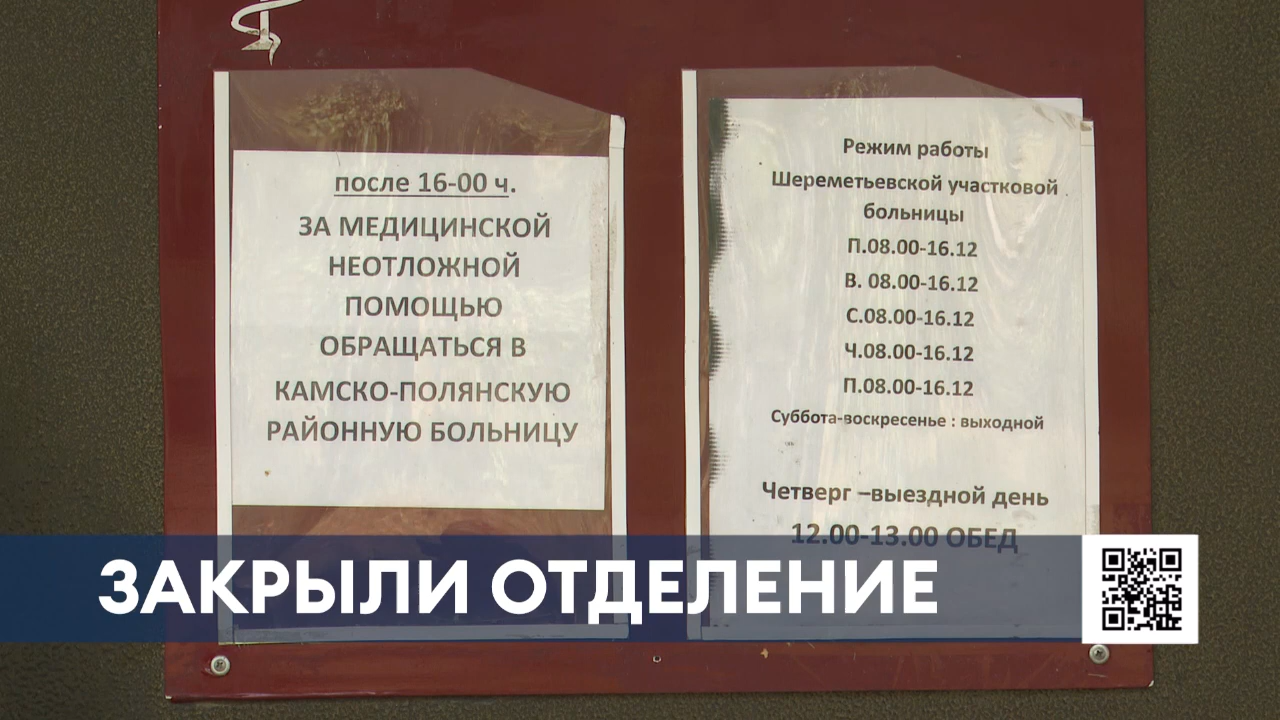 после 16-00 ч.
ЗА МЕДИЦИНСКОЙ
НЕОТЛОЖНОЙ
ПОМОЩЬЮ
ОБРАЩАТЬСЯ В
КАМСКО-ПОЛЯНСКУЮ
РАЙОННУЮ БОЛЬНИЦУ
Режим работы
Шереметьевской участковой
больницы
П.08.00-16.12
В. 08.00-16.12
С.08.00-16.12
Ч.08.00-16.12
П.08.00-16.12
Суббота-воскресенье : выходной
Четверг –выездной день
12.00-13.00 ОБЕД
ЗАКРЫЛИ ОТДЕЛЕНИЕ